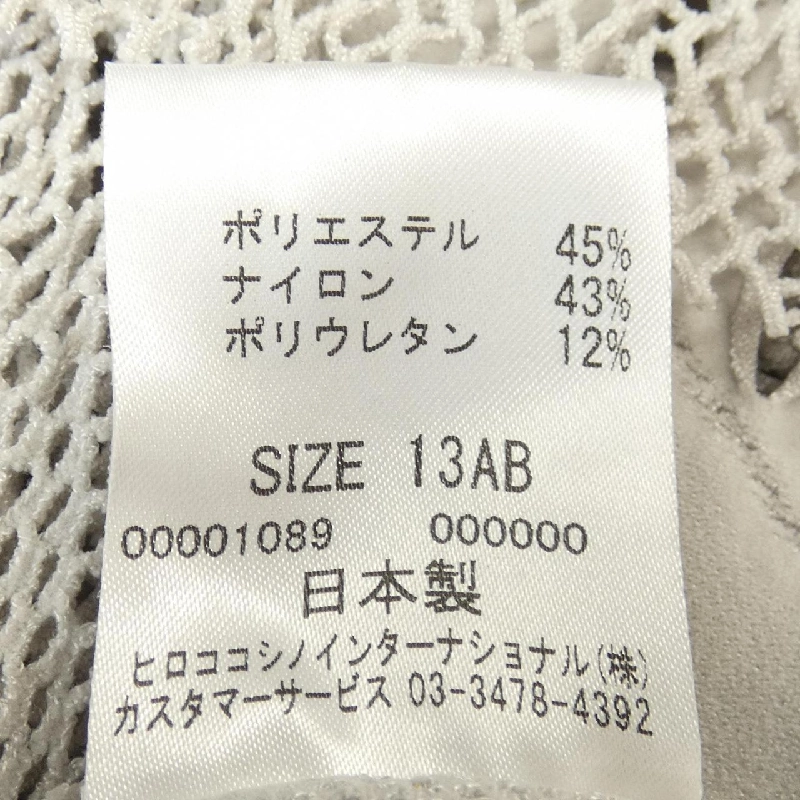 ポリエステル 45%
ナイロン 43%
ポリウレタン 12%
SIZE 13AB
00001089 000000
日本製
ヒロココシノインターナショナル(株)
カスタマーサービス 03-3478-4392